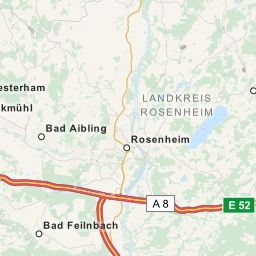 esterham
LANDKREIS
ROSENHEIM
kmühl
Bad Aibling
Rosenheim
A 8
E 52
Bad Feilnbach